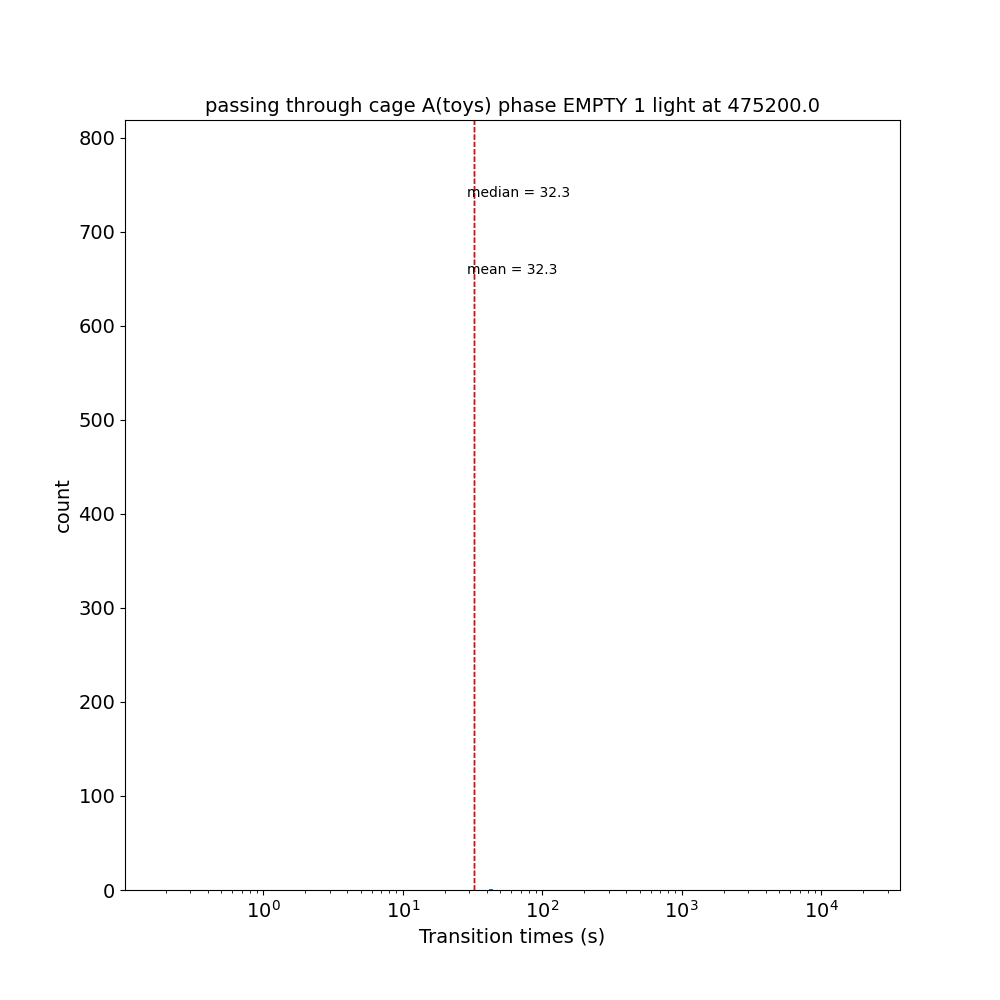 passing through cage A(toys) phase EMPTY 1 light at 475200.0
800
median = 32.3
700
mean = 32.3
600
500
400
count
300
200
100
0
10⁰ 10¹ 10² 10³ 10⁴
Transition times (s)